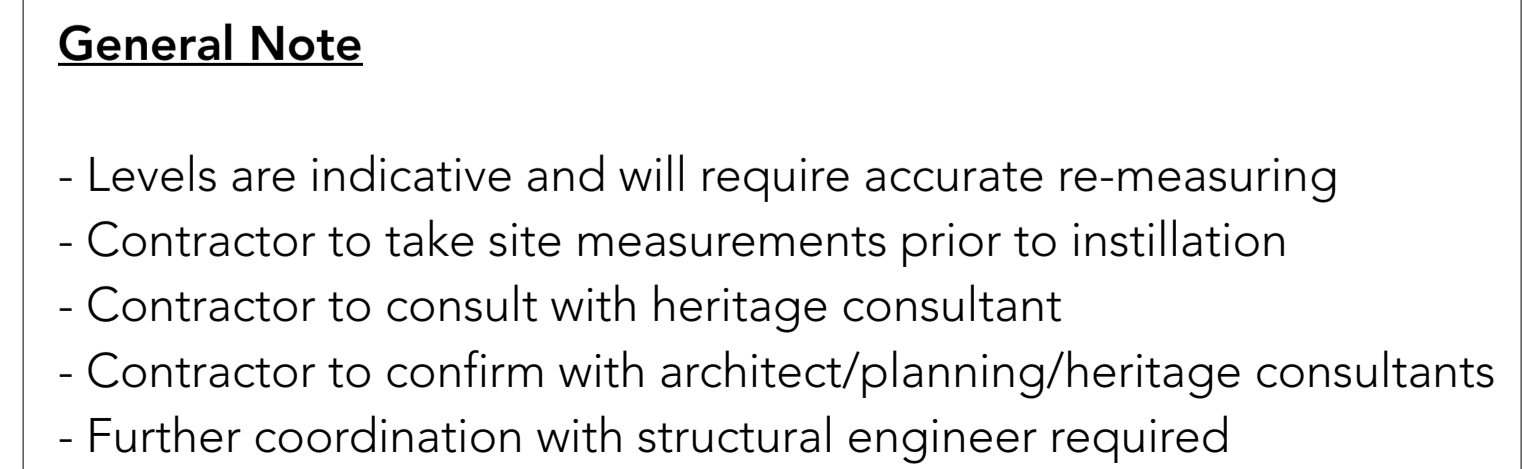 General Note
- Levels are indicative and will require accurate re-measuring
- Contractor to take site measurements prior to instillation
- Contractor to consult with heritage consultant
- Contractor to confirm with architect/planning/heritage consultants
- Further coordination with structural engineer required